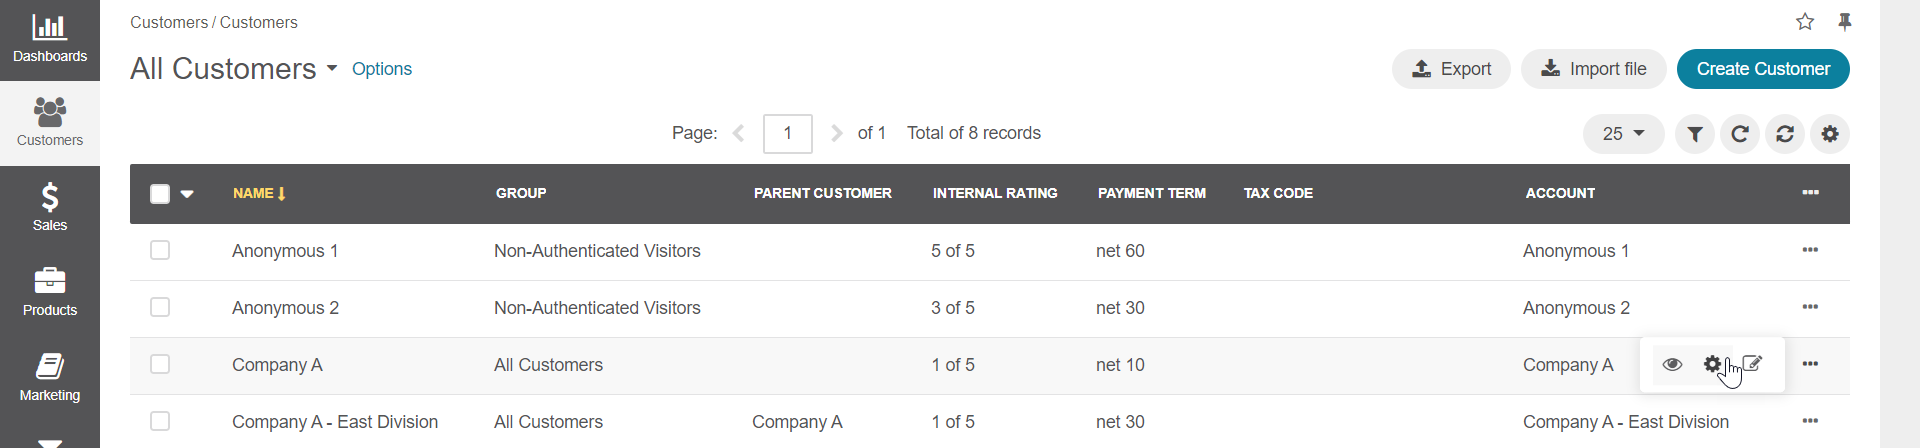 Dashboards
Customers
Sales
Products
Marketing
Customers / Customers
All Customers Options
Export Import file Create Customer
Page: 1 of 1 Total of 8 records 25
NAME GROUP PARENT CUSTOMER INTERNAL RATING PAYMENT TERM TAX CODE ACCOUNT
Anonymous 1 Non-Authenticated Visitors 5 of 5 net 60 Anonymous 1
Anonymous 2 Non-Authenticated Visitors 3 of 5 net 30 Anonymous 2
Company A All Customers 1 of 5 net 10 Company A
Company A - East Division All Customers Company A 1 of 5 net 30 Company A - East Division